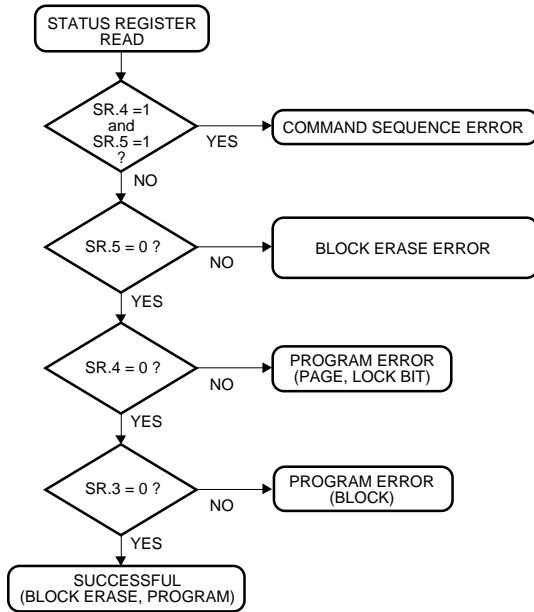 STATUS REGISTER
READ
SR.4 =1
and
SR.5 =1
?
YES
COMMAND SEQUENCE ERROR
NO
SR.5 = 0 ?
NO
BLOCK ERASE ERROR
YES
SR.4 = 0 ?
NO
PROGRAM ERROR
(PAGE, LOCK BIT)
YES
SR.3 = 0 ?
NO
PROGRAM ERROR
(BLOCK)
YES
SUCCESSFUL
(BLOCK ERASE, PROGRAM)